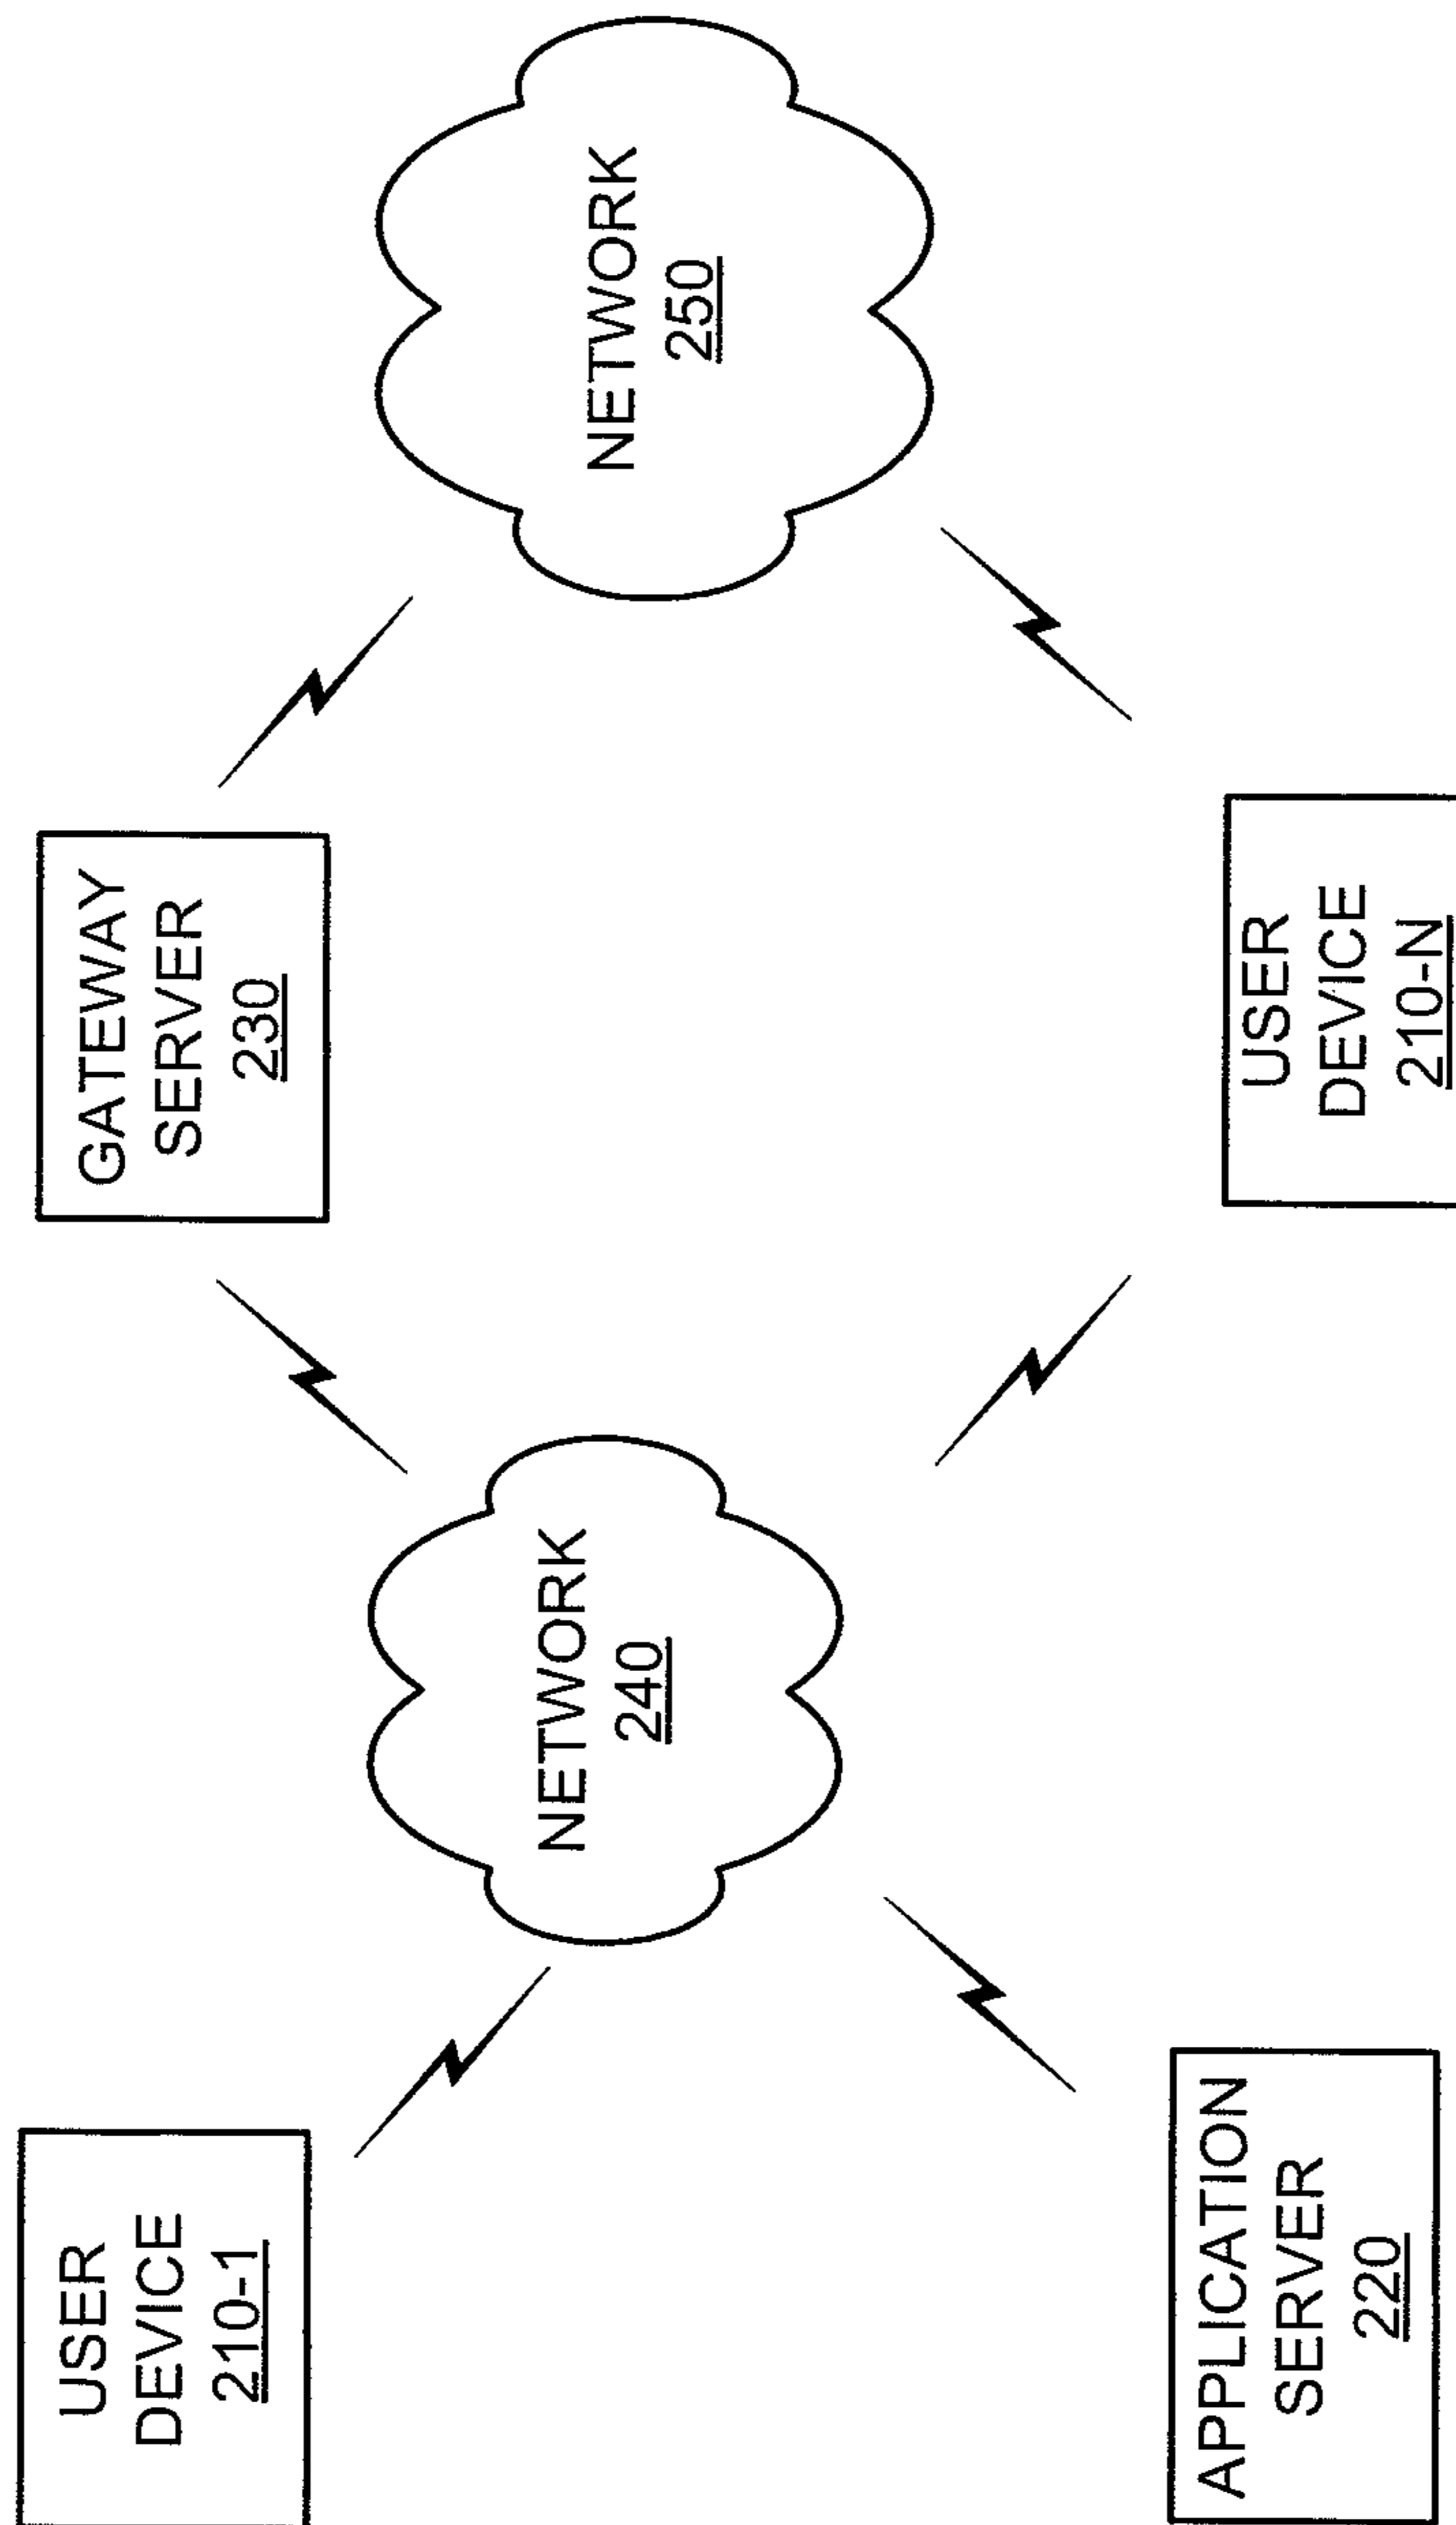 USER
DEVICE
210-1
GATEWAY
SERVER
230
NETWORK
240
NETWORK
250
APPLICATION
SERVER
220
USER
DEVICE
210-N